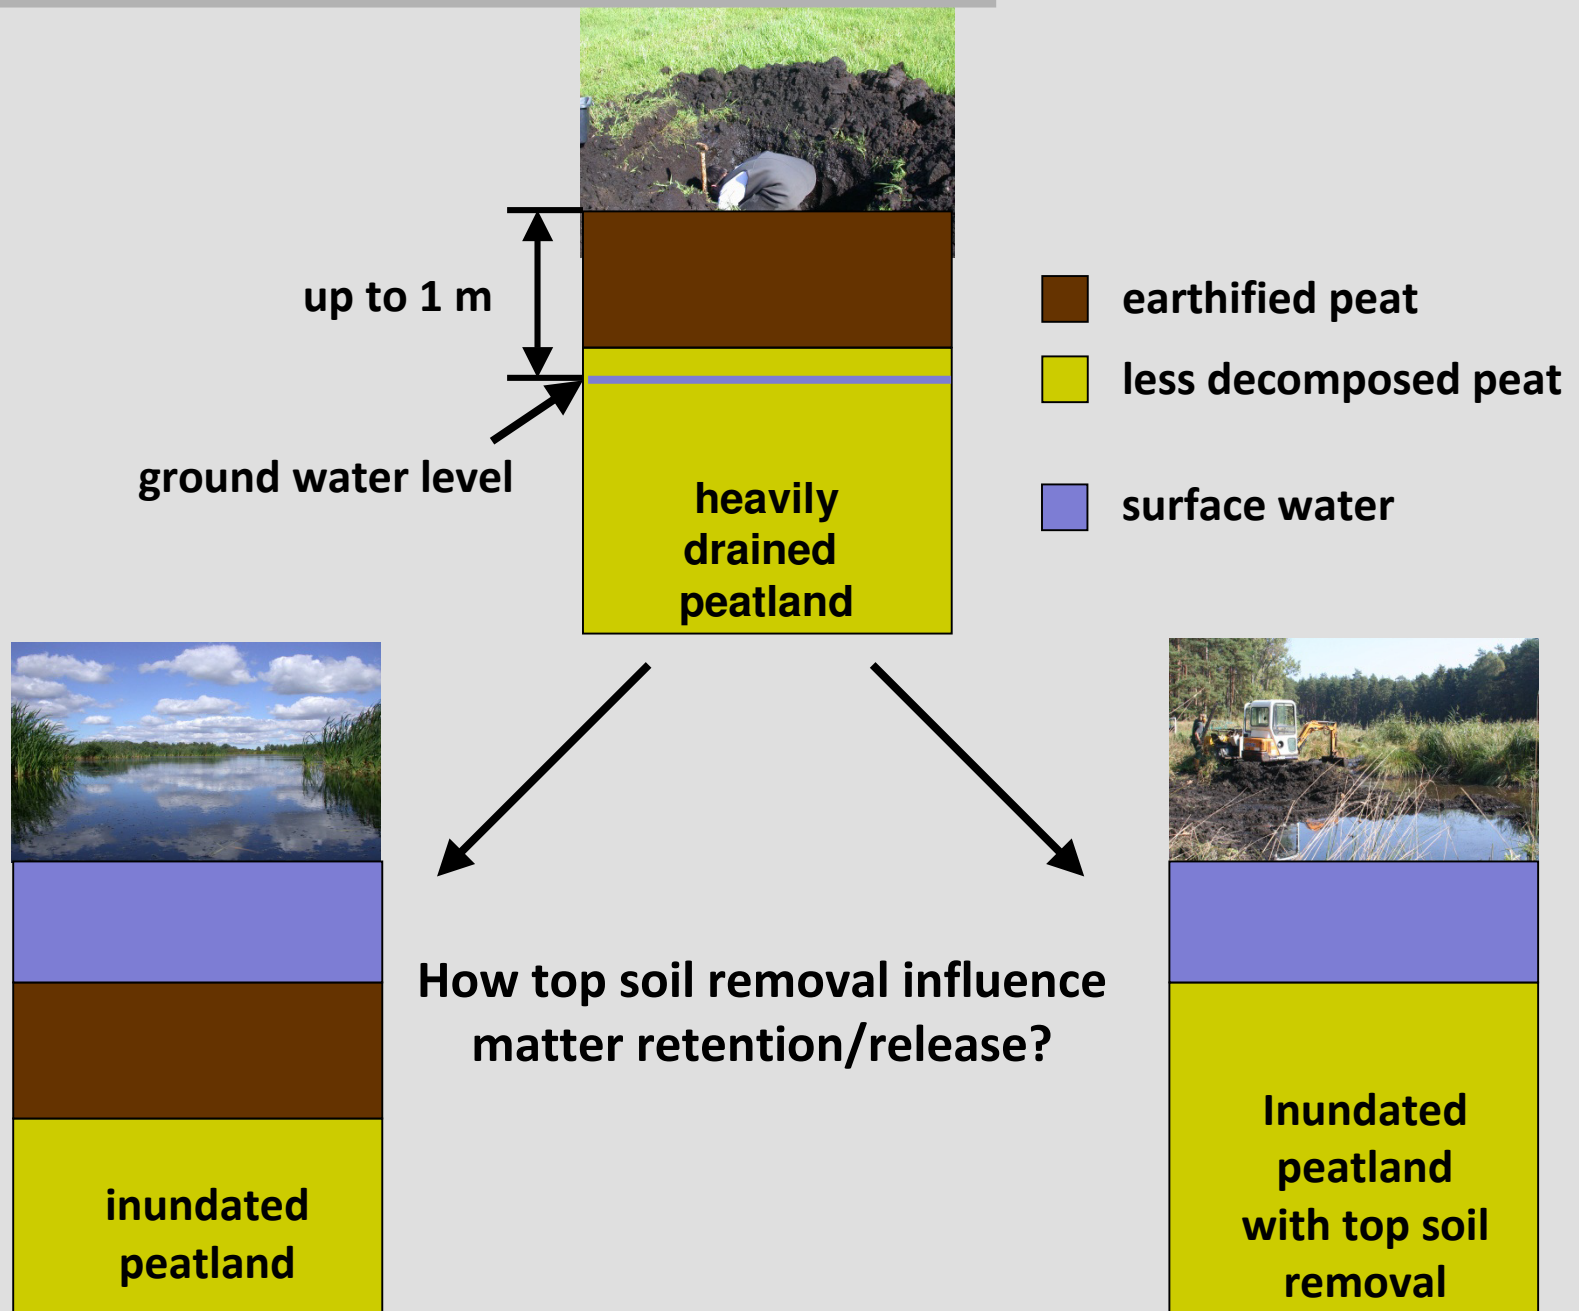 up to 1 m
ground water level
heavily
drained
peatland
earthified peat
less decomposed peat
surface water
How top soil removal influence
matter retention/release?
inundated
peatland
Inundated
peatland
with top soil
removal